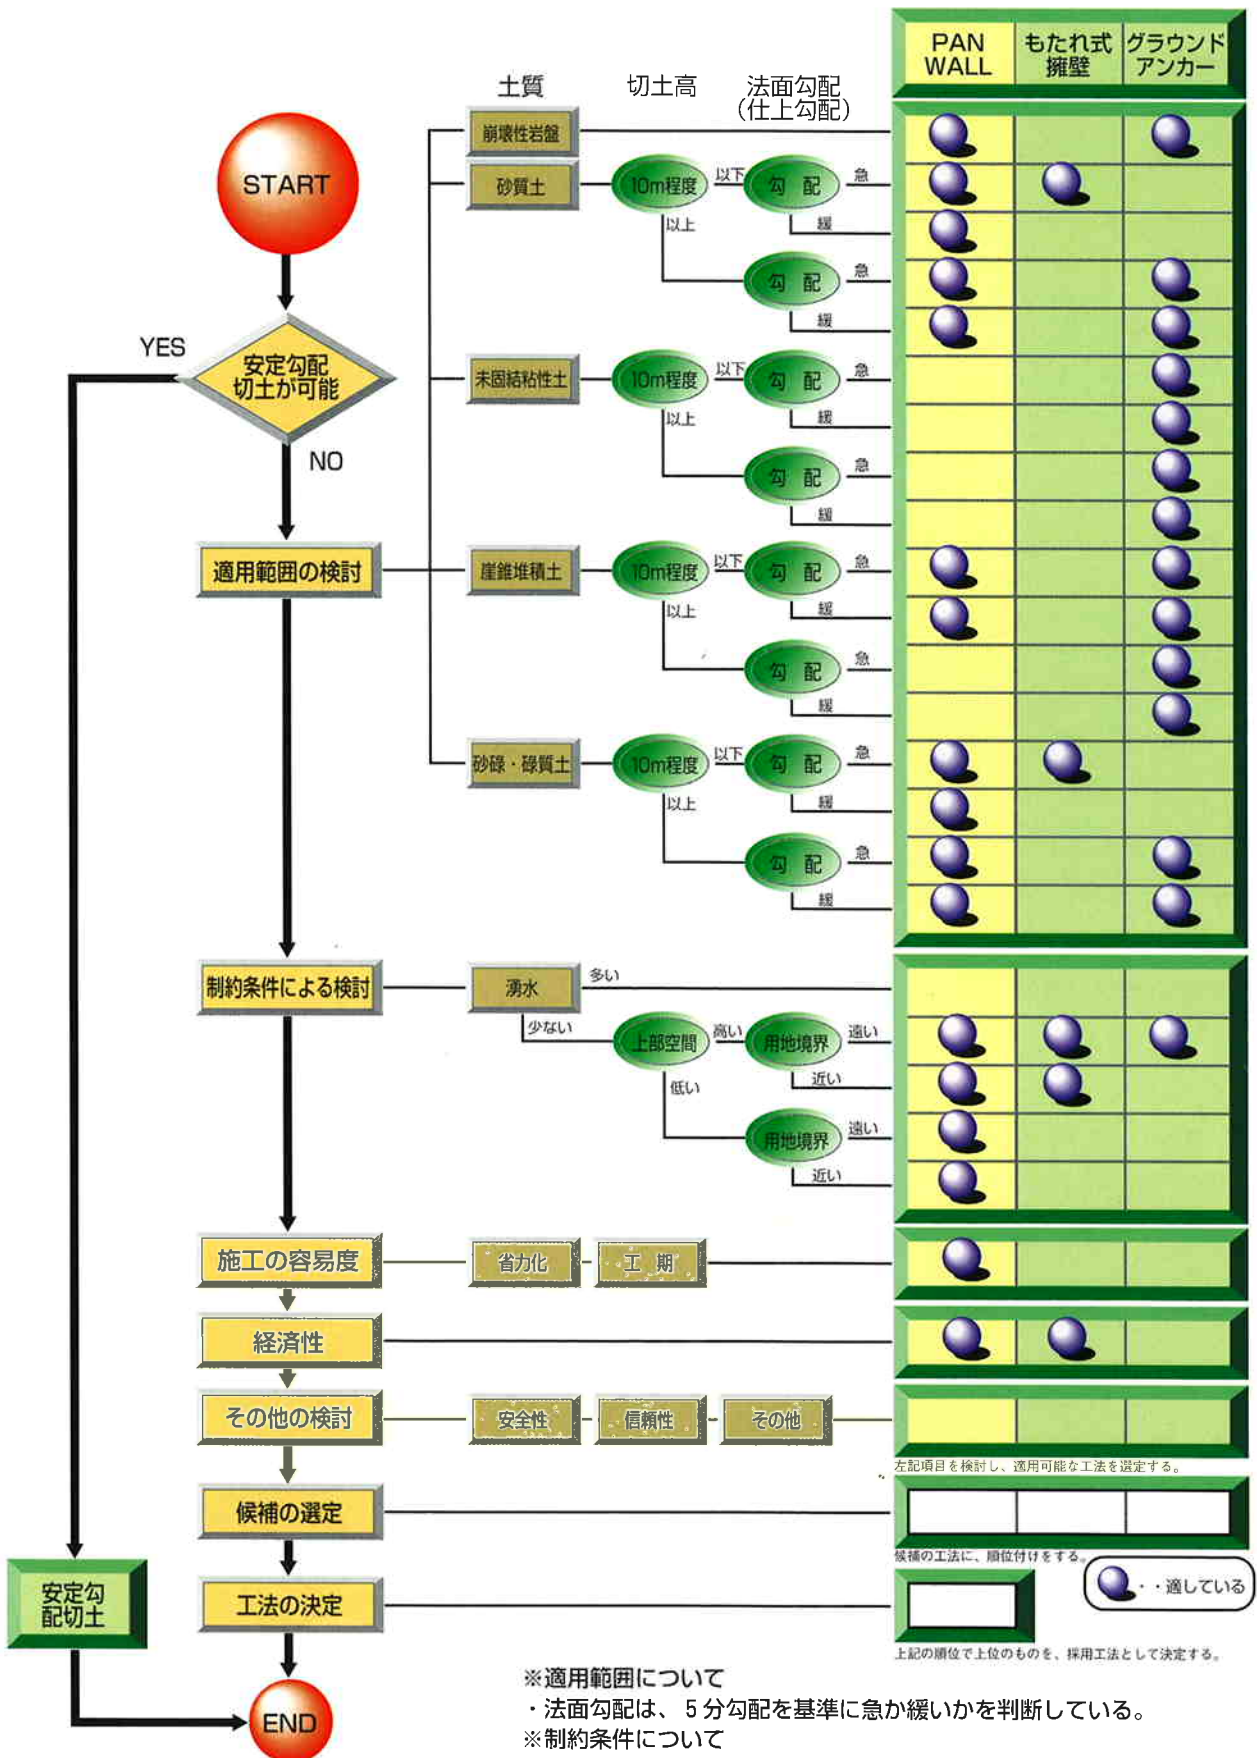 PAN
WALL
もたれ式
擁壁
グラウンド
アンカー
土質
切土高
法面勾配
(仕上勾配)
START
崩壊性岩盤
砂質土
10m程度
以下
勾 配
急
以上
緩
勾 配
急
緩
YES
安定勾配
切土が可能
NO
未固結粘性土
10m程度
以下
勾 配
急
以上
緩
勾 配
急
緩
適用範囲の検討
崖錐堆積土
10m程度
以下
勾 配
急
以上
緩
勾 配
急
緩
砂礫・礫質土
10m程度
以下
勾 配
急
以上
緩
勾 配
急
緩
制約条件による検討
湧水
多い
少ない
上部空間
高い
用地境界
遠い
低い
近い
用地境界
遠い
近い
施工の容易度
省力化
工 期
経済性
その他の検討
安全性
信頼性
その他
左記項目を検討し、適用可能な工法を選定する。
候補の選定
候補の工法に、順位付けをする。
・・適している
安定勾
配切土
工法の決定
上記の順位で上位のものを、採用工法として決定する。
END
※適用範囲について
・法面勾配は、5分勾配を基準に急か緩いかを判断している。
※制約条件について